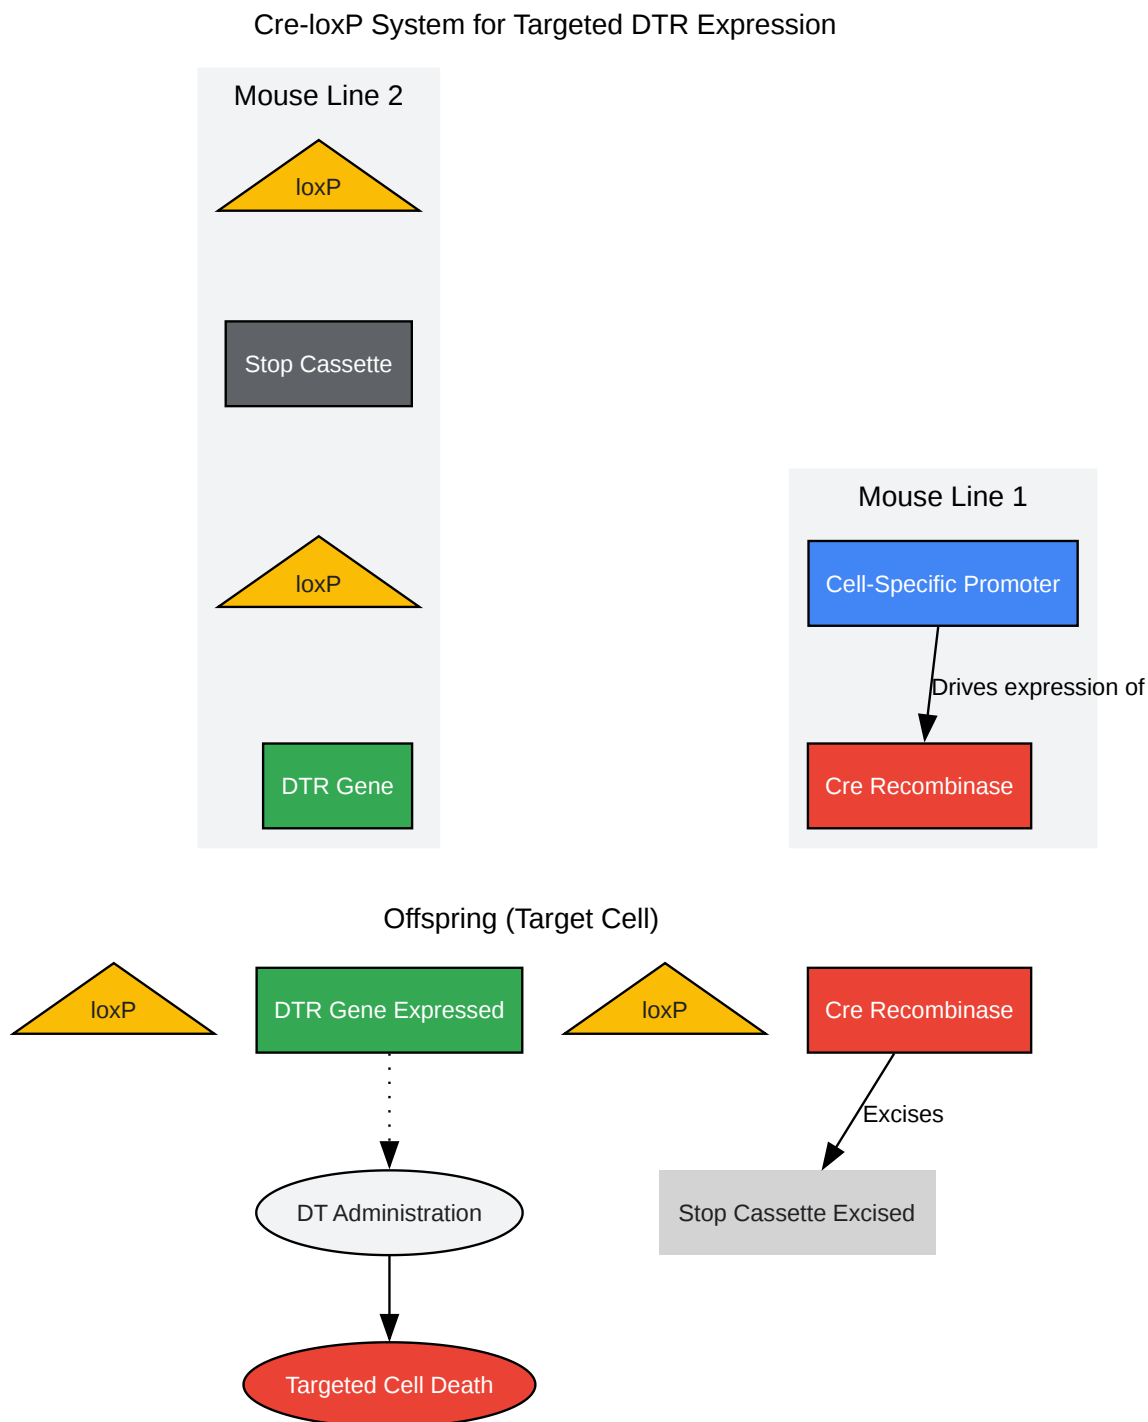 Cre-loxP System for Targeted DTR Expression
Mouse Line 2
loxP
Stop Cassette
loxP
DTR Gene
Mouse Line 1
Cell-Specific Promoter
Drives expression of
Cre Recombinase
Offspring (Target Cell)
loxP
DTR Gene Expressed
loxP
Cre Recombinase
Excises
DT Administration
Stop Cassette Excised
Targeted Cell Death